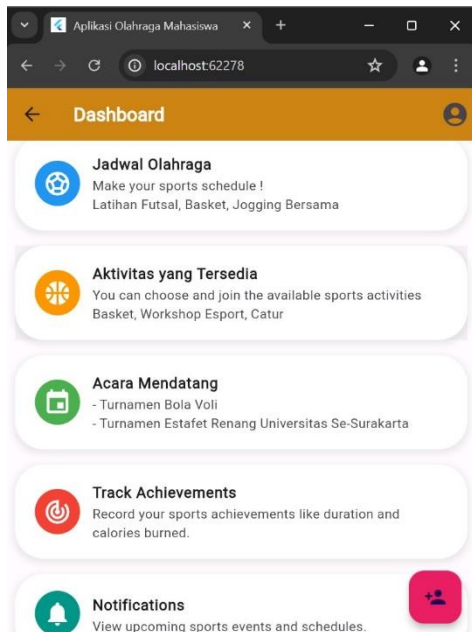 Aplikasi Olahraga Mahasiswa
localhost:62278
Dashboard
Jadwal Olahraga
Make your sports schedule !
Latihan Futsal, Basket, Jogging Bersama
Aktivitas yang Tersedia
You can choose and join the available sports activities
Basket, Workshop Esport, Catur
Acara Mendatang
- Turnamen Bola Voli
- Turnamen Estafet Renang Universitas Se-Surakarta
Track Achievements
Record your sports achievements like duration and
calories burned.
Notifications
View upcoming sports events and schedules.